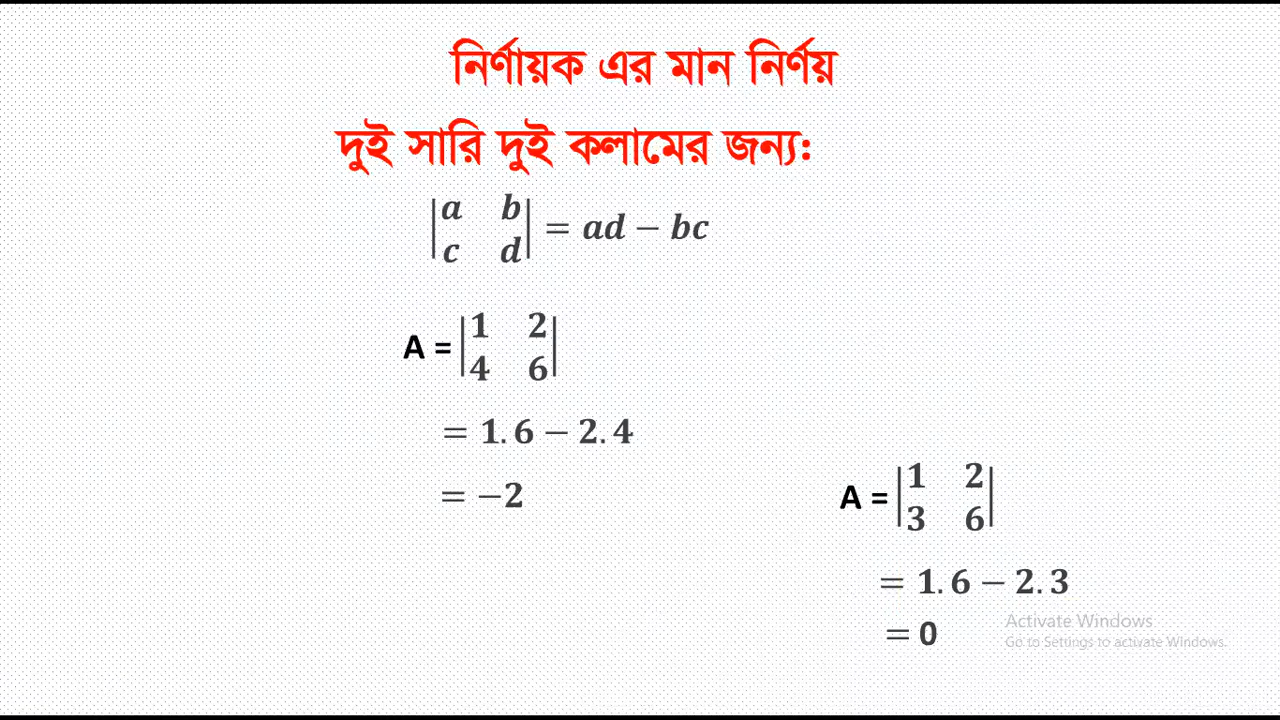 নির্ণায়ক এর মান নির্ণয়
দুই সারি দুই কলামের জন্য:
|a b|
|c d| = ad − bc
A = |1 2|
|4 6|
= 1.6 − 2.4
= −2
A = |1 2|
|3 6|
= 1.6 − 2.3
= 0
Activate Windows
Go to Settings to activate Windows.